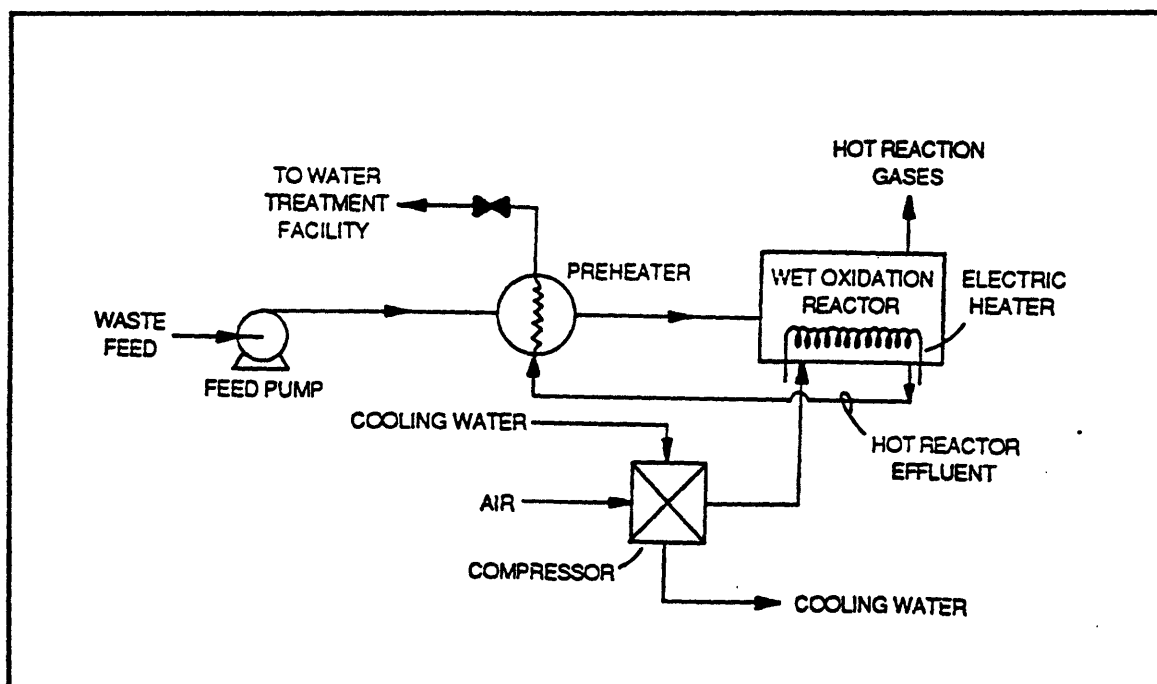 HOT REACTION
GASES
TO WATER
TREATMENT
FACILITY
PREHEATER
WET OXIDATION
REACTOR
ELECTRIC
HEATER
WASTE
FEED
FEED PUMP
COOLING WATER
HOT REACTOR
EFFLUENT
AIR
COMPRESSOR
COOLING WATER